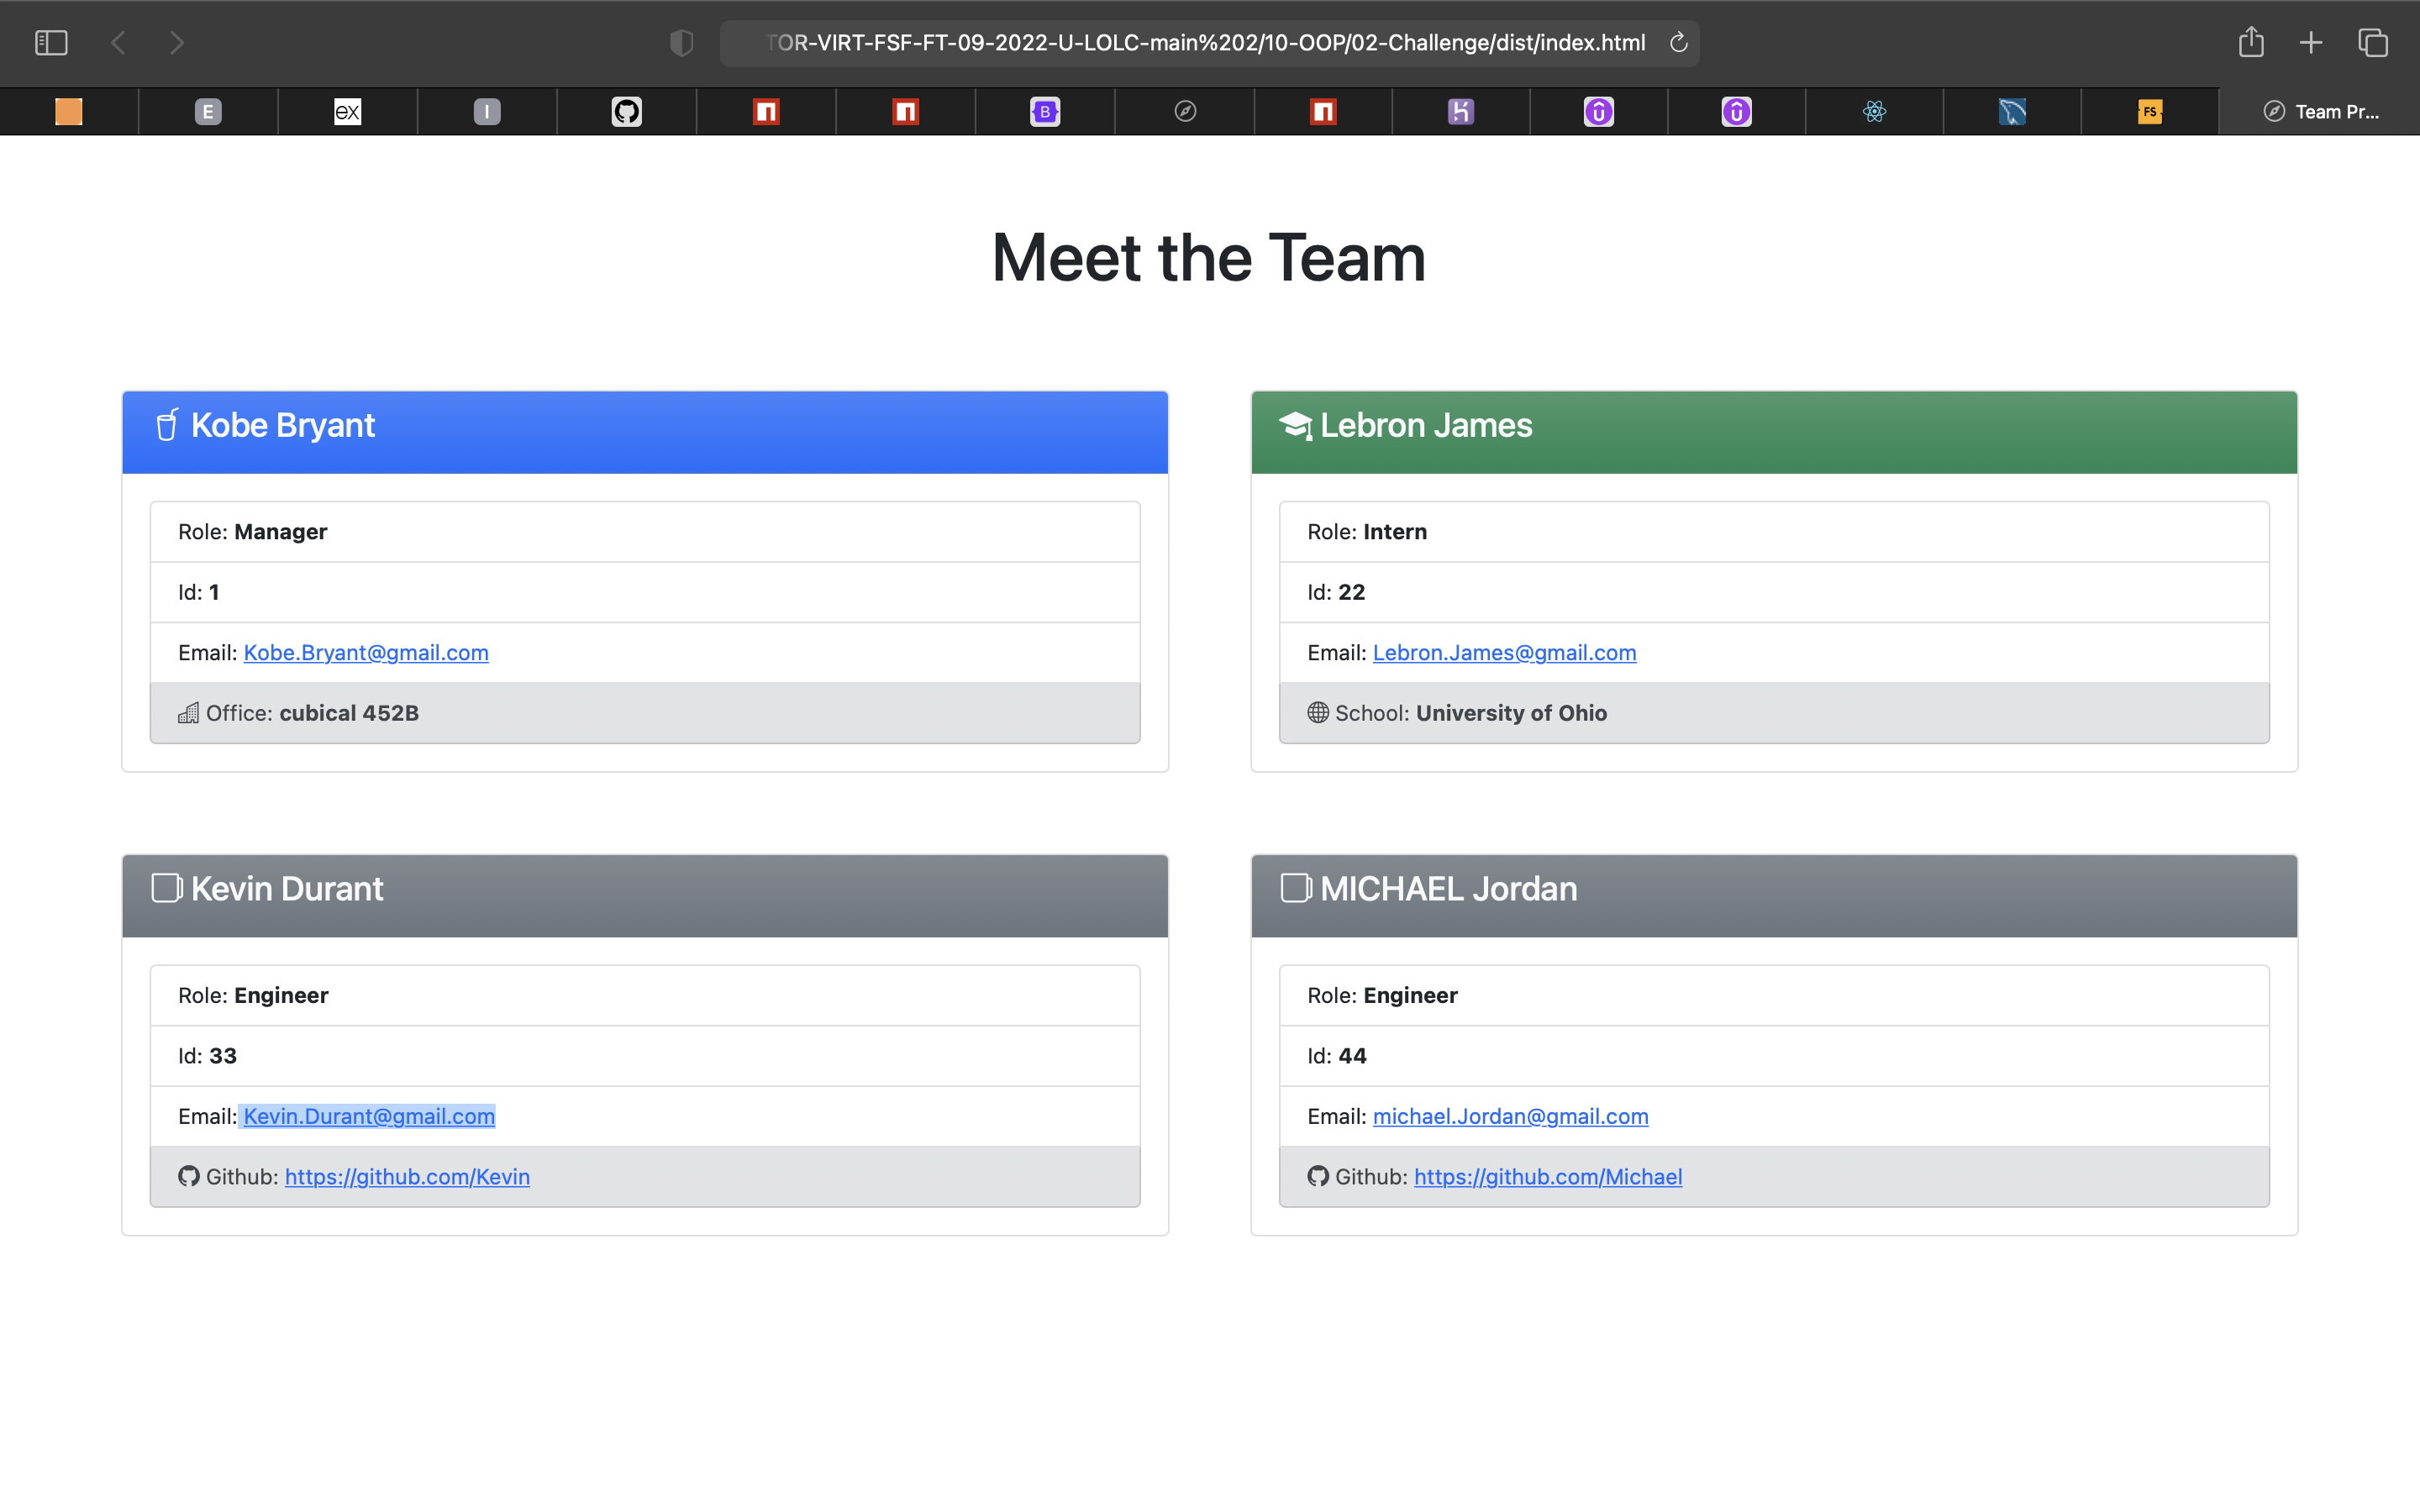 TOR-VIRT-FSF-FT-09-2022-U-LOLC-main%202/10-OOP/02-Challenge/dist/index.html
E
ex
I
B
FS
Team Pr...
Meet the Team
Kobe Bryant
Role: Manager
Id: 1
Email: Kobe.Bryant@gmail.com
Office: cubical 452B
Lebron James
Role: Intern
Id: 22
Email: Lebron.James@gmail.com
School: University of Ohio
Kevin Durant
Role: Engineer
Id: 33
Email: Kevin.Durant@gmail.com
Github: https://github.com/Kevin
MICHAEL Jordan
Role: Engineer
Id: 44
Email: michael.Jordan@gmail.com
Github: https://github.com/Michael